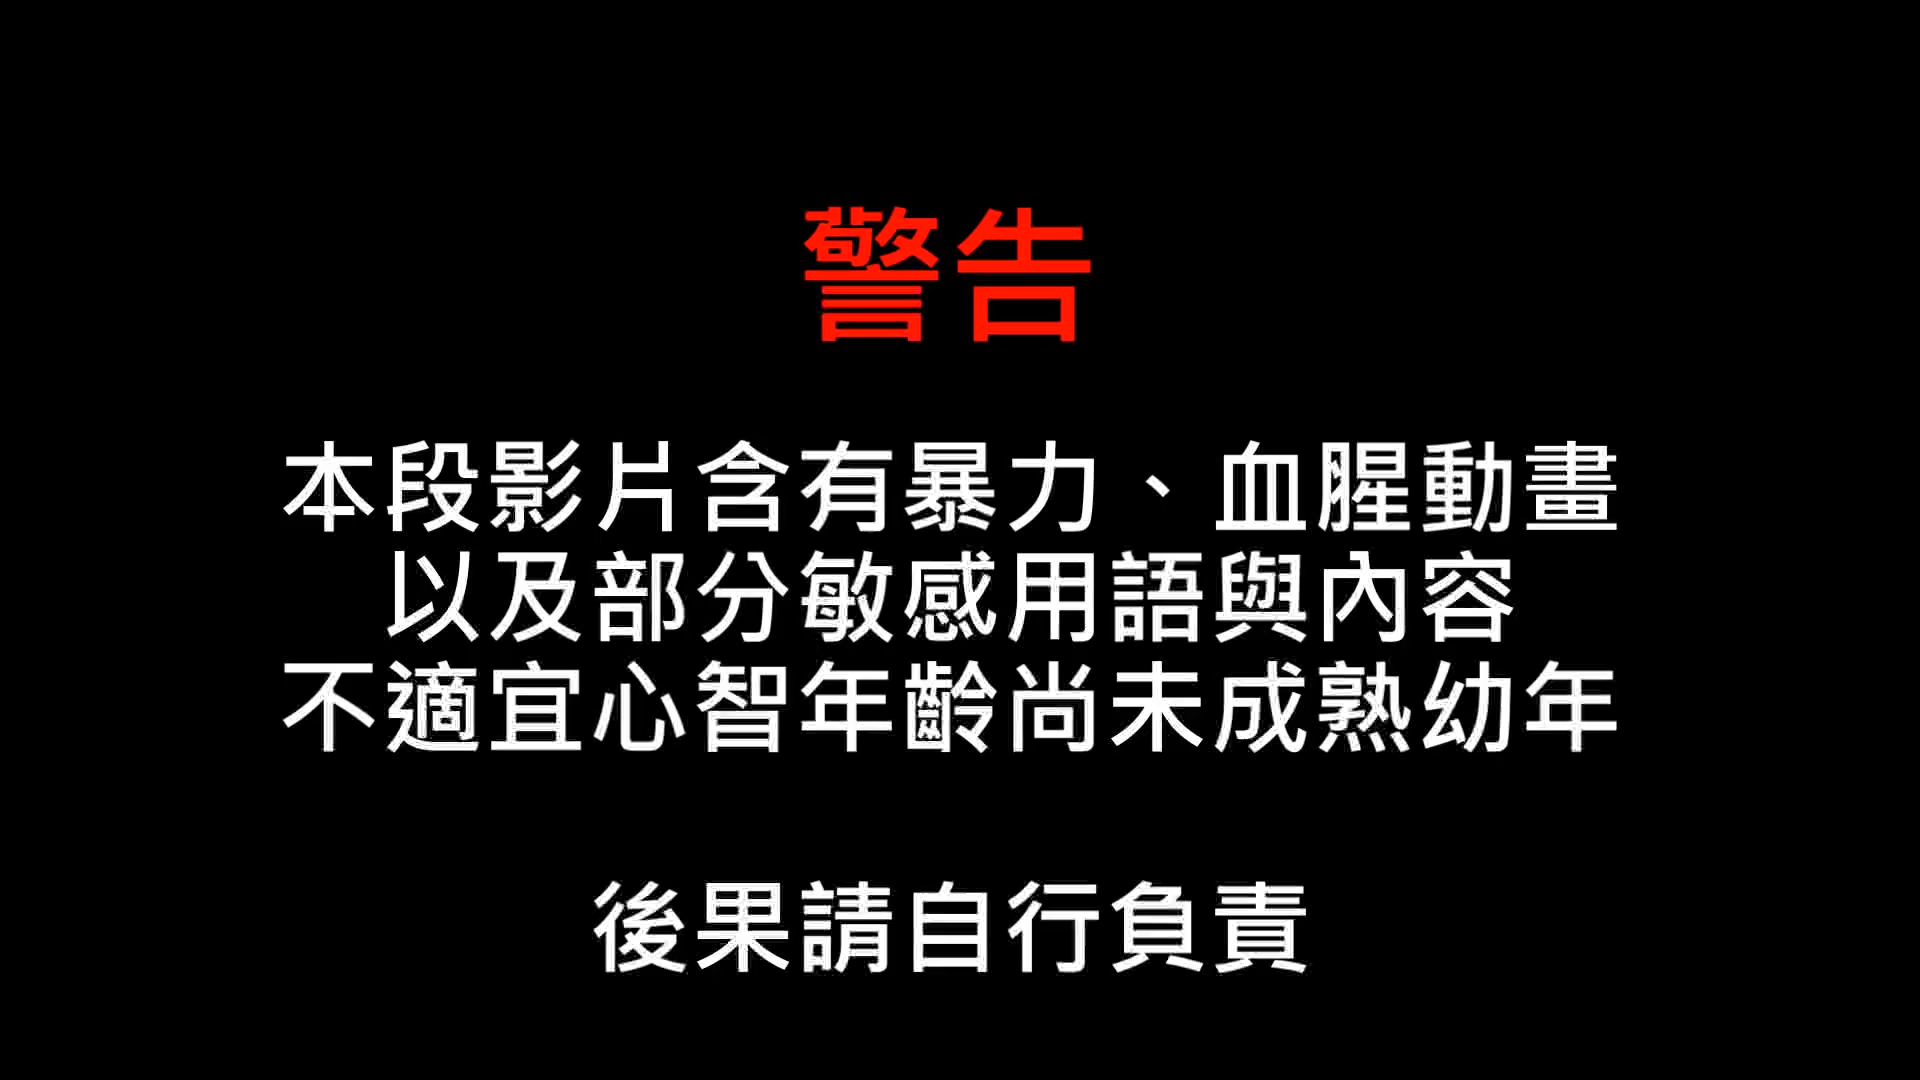 警告
本段影片含有暴力、血腥動畫
以及部分敏感用語與內容
不適宜心智年齡尚未成熟幼年
後果請自行負責